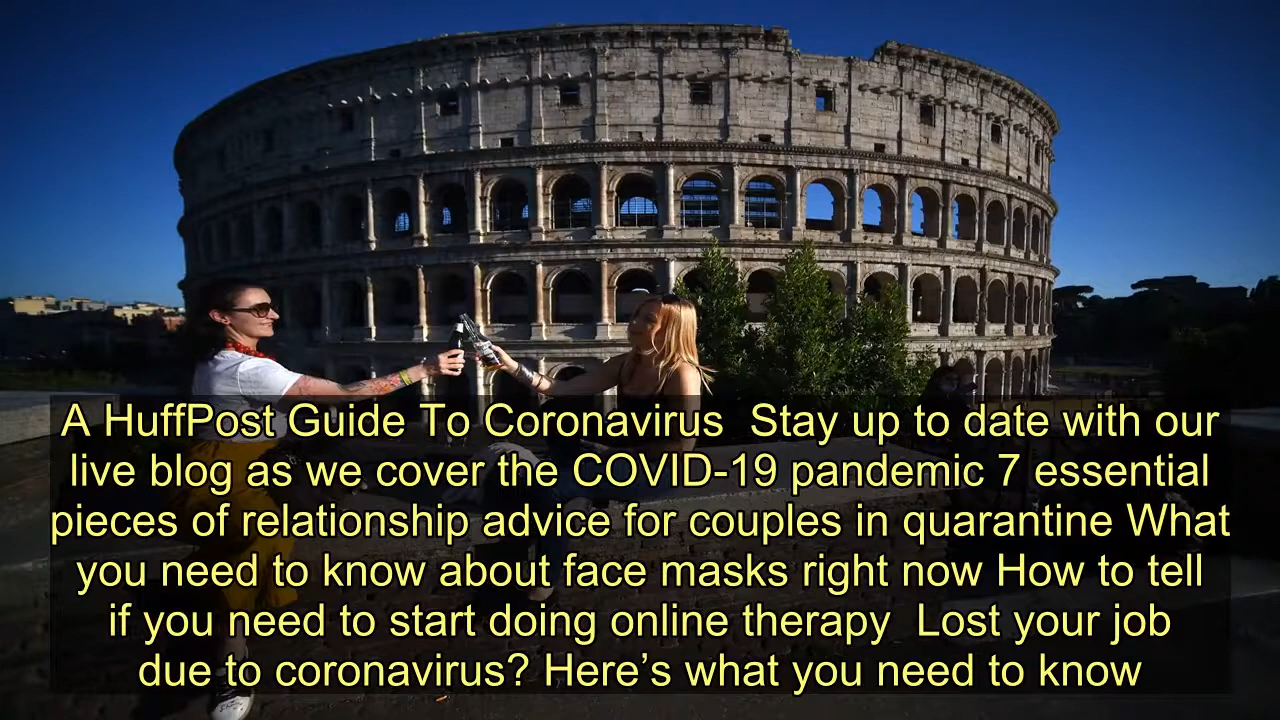 A HuffPost Guide To Coronavirus  Stay up to date with our
live blog as we cover the COVID-19 pandemic 7 essential
pieces of relationship advice for couples in quarantine What
you need to know about face masks right now How to tell
if you need to start doing online therapy  Lost your job
due to coronavirus? Here’s what you need to know